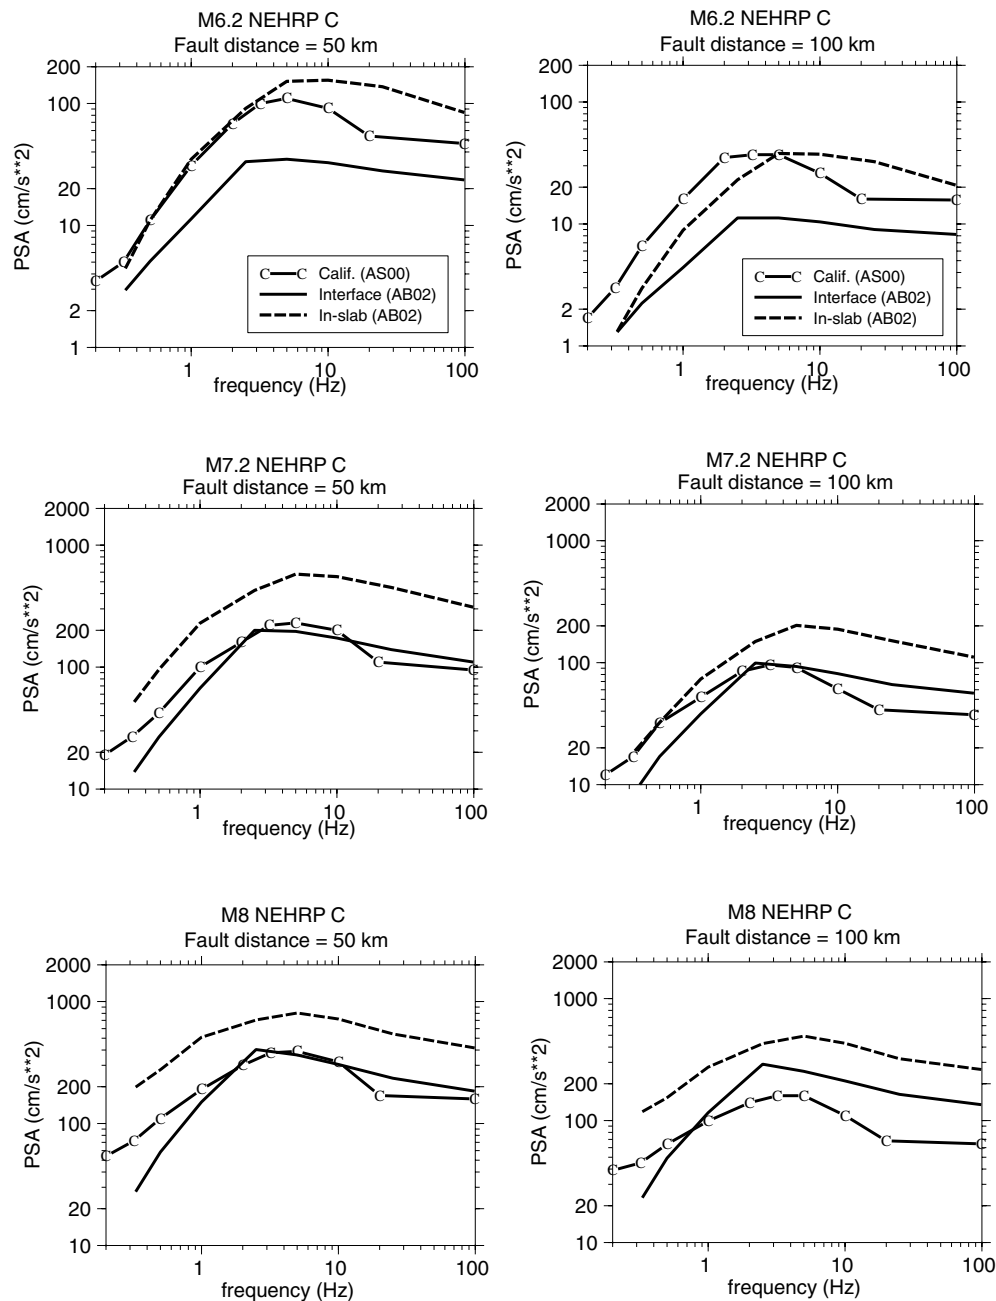 M6.2 NEHRP C
Fault distance = 50 km
200
100
20
10
2
1
PSA (cm/s**2)
C C Calif. (AS00)
Interface (AB02)
In-slab (AB02)
1 10 100
frequency (Hz)
M6.2 NEHRP C
Fault distance = 100 km
200
100
20
10
2
1
PSA (cm/s**2)
C C Calif. (AS00)
Interface (AB02)
In-slab (AB02)
1 10 100
frequency (Hz)
M7.2 NEHRP C
Fault distance = 50 km
2000
1000
200
100
20
10
PSA (cm/s**2)
1 10 100
frequency (Hz)
M7.2 NEHRP C
Fault distance = 100 km
2000
1000
200
100
20
10
PSA (cm/s**2)
1 10 100
frequency (Hz)
M8 NEHRP C
Fault distance = 50 km
2000
1000
200
100
20
10
PSA (cm/s**2)
1 10 100
frequency (Hz)
M8 NEHRP C
Fault distance = 100 km
2000
1000
200
100
20
10
PSA (cm/s**2)
1 10 100
frequency (Hz)